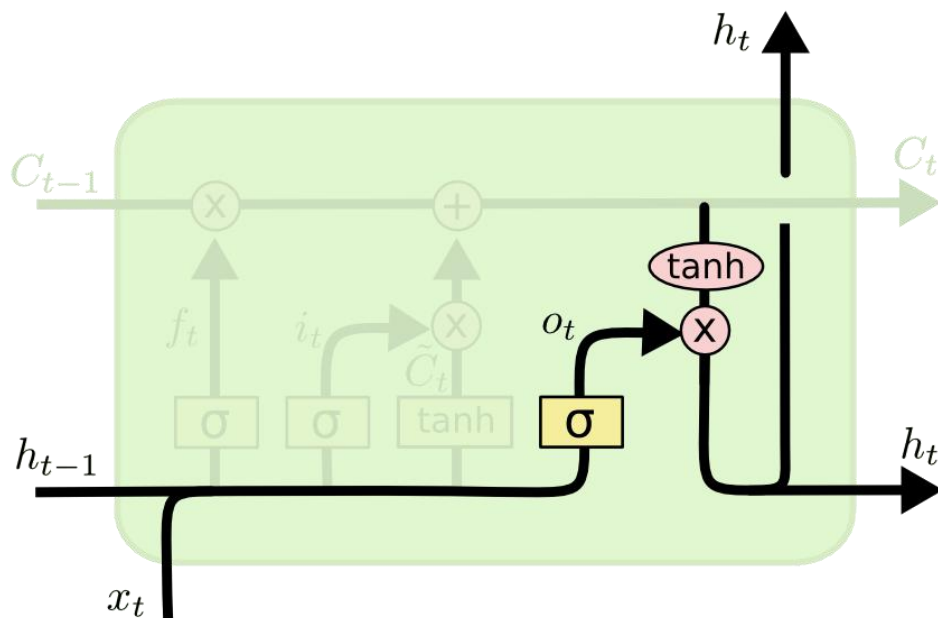 h_t
C_{t-1}
C_t
x
+
tanh
f_t
i_t
x
o_t
x
C̃_t
σ
σ
tanh
σ
h_{t-1}
h_t
x_t